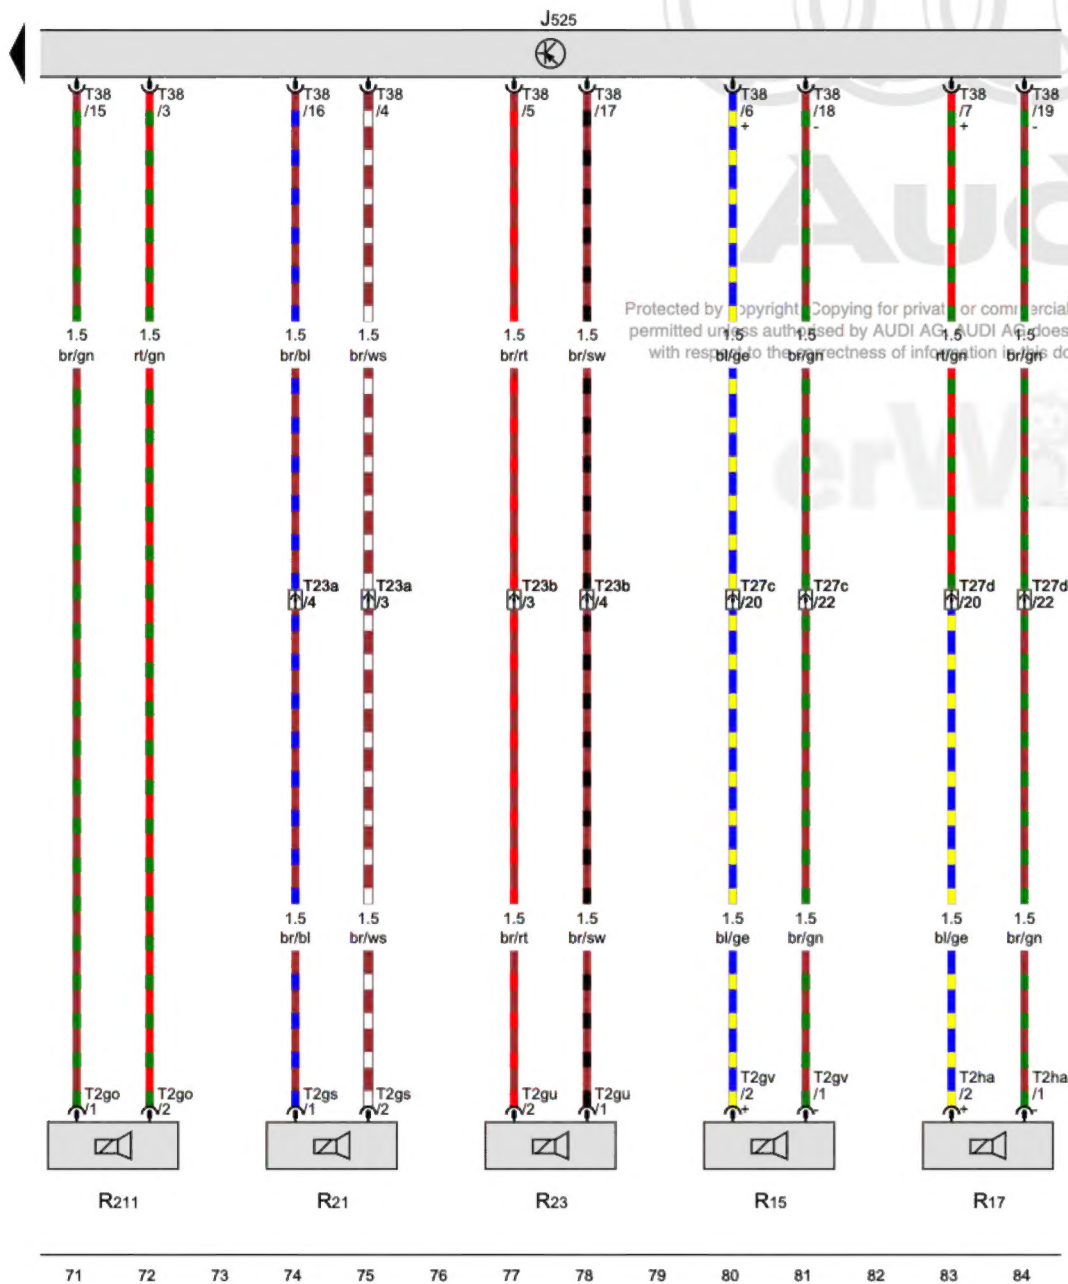 J525
T38 T38 T38 T38 T38 T38 T38 T38 T38 T38
/15 /3 /16 /4 /5 /17 /6 /18 /7 /19
+ - + -
Audi
Protected by copyright. Copying for private or commercial
permitted unless authorised by AUDI AG. AUDI AG does
with respect to the correctness of information in this do
1.5 1.5 1.5 1.5 1.5 1.5 1.5 1.5 1.5 1.5
br/gn rt/gn br/bl br/ws br/rt br/sw bl/ge br/gn rt/gn br/gn
erWin
T23a T23a T23b T23b T27c T27c T27d T27d
/4 /3 /3 /4 /20 /22 /20 /22
1.5 1.5 1.5 1.5 1.5 1.5 1.5 1.5
br/bl br/ws br/rt br/sw bl/ge br/gn bl/ge br/gn
T2go T2go T2gs T2gs T2gu T2gu T2gv T2gv T2ha T2ha
/1 /2 /1 /2 /2 /1 /2 /1 /2 /1
+ - + -
R211 R21 R23 R15 R17
71 72 73 74 75 76 77 78 79 80 81 82 83 84